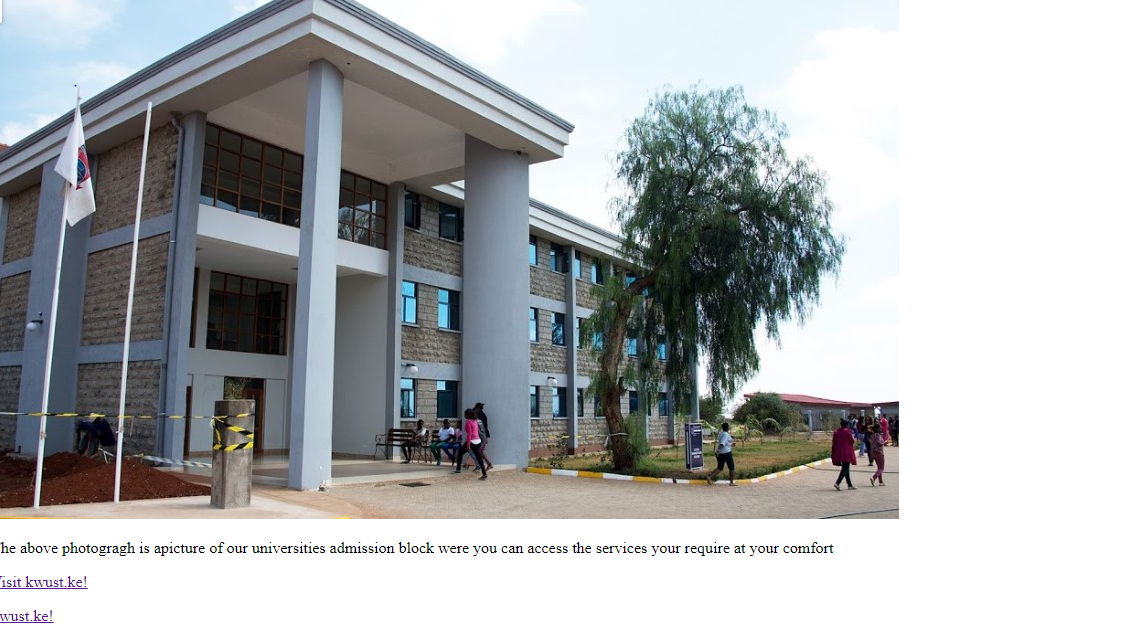 he above photogragh is apicture of our universities admission block were you can access the services your require at your comfort
isit kwust.ke!
wust.ke!